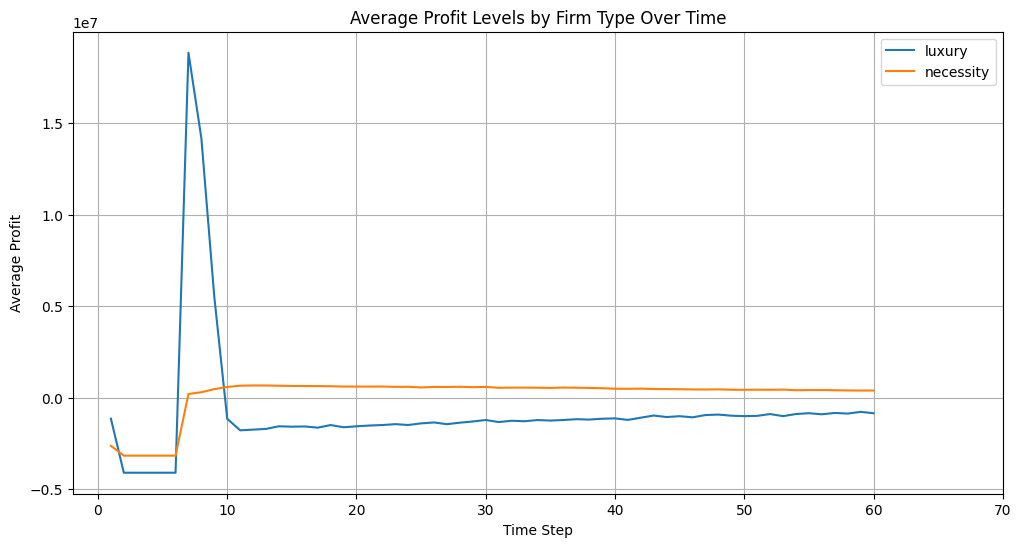 Average Profit Levels by Firm Type Over Time
1e7
luxury
necessity
1.5
1.0
0.5
0.0
−0.5
Average Profit
0 10 20 30 40 50 60 70
Time Step